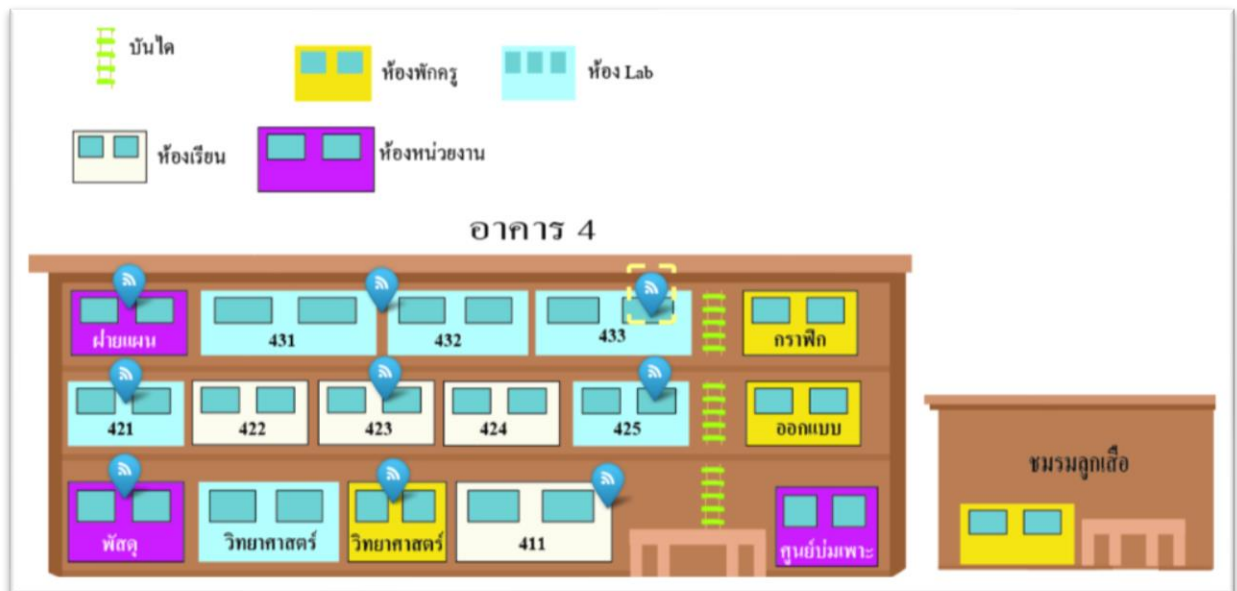 บันได
ห้องพักครู
ห้อง Lab
ห้องเรียน
ห้องหน่วยงาน
อาคาร 4
ฝ่ายแผน
431
432
433
กราฟิก
421
422
423
424
425
ออกแบบ
ชมรมลูกเสือ
พัสดุ
วิทยาศาสตร์
วิทยาศาสตร์
411
ศูนย์บ่มเพาะ